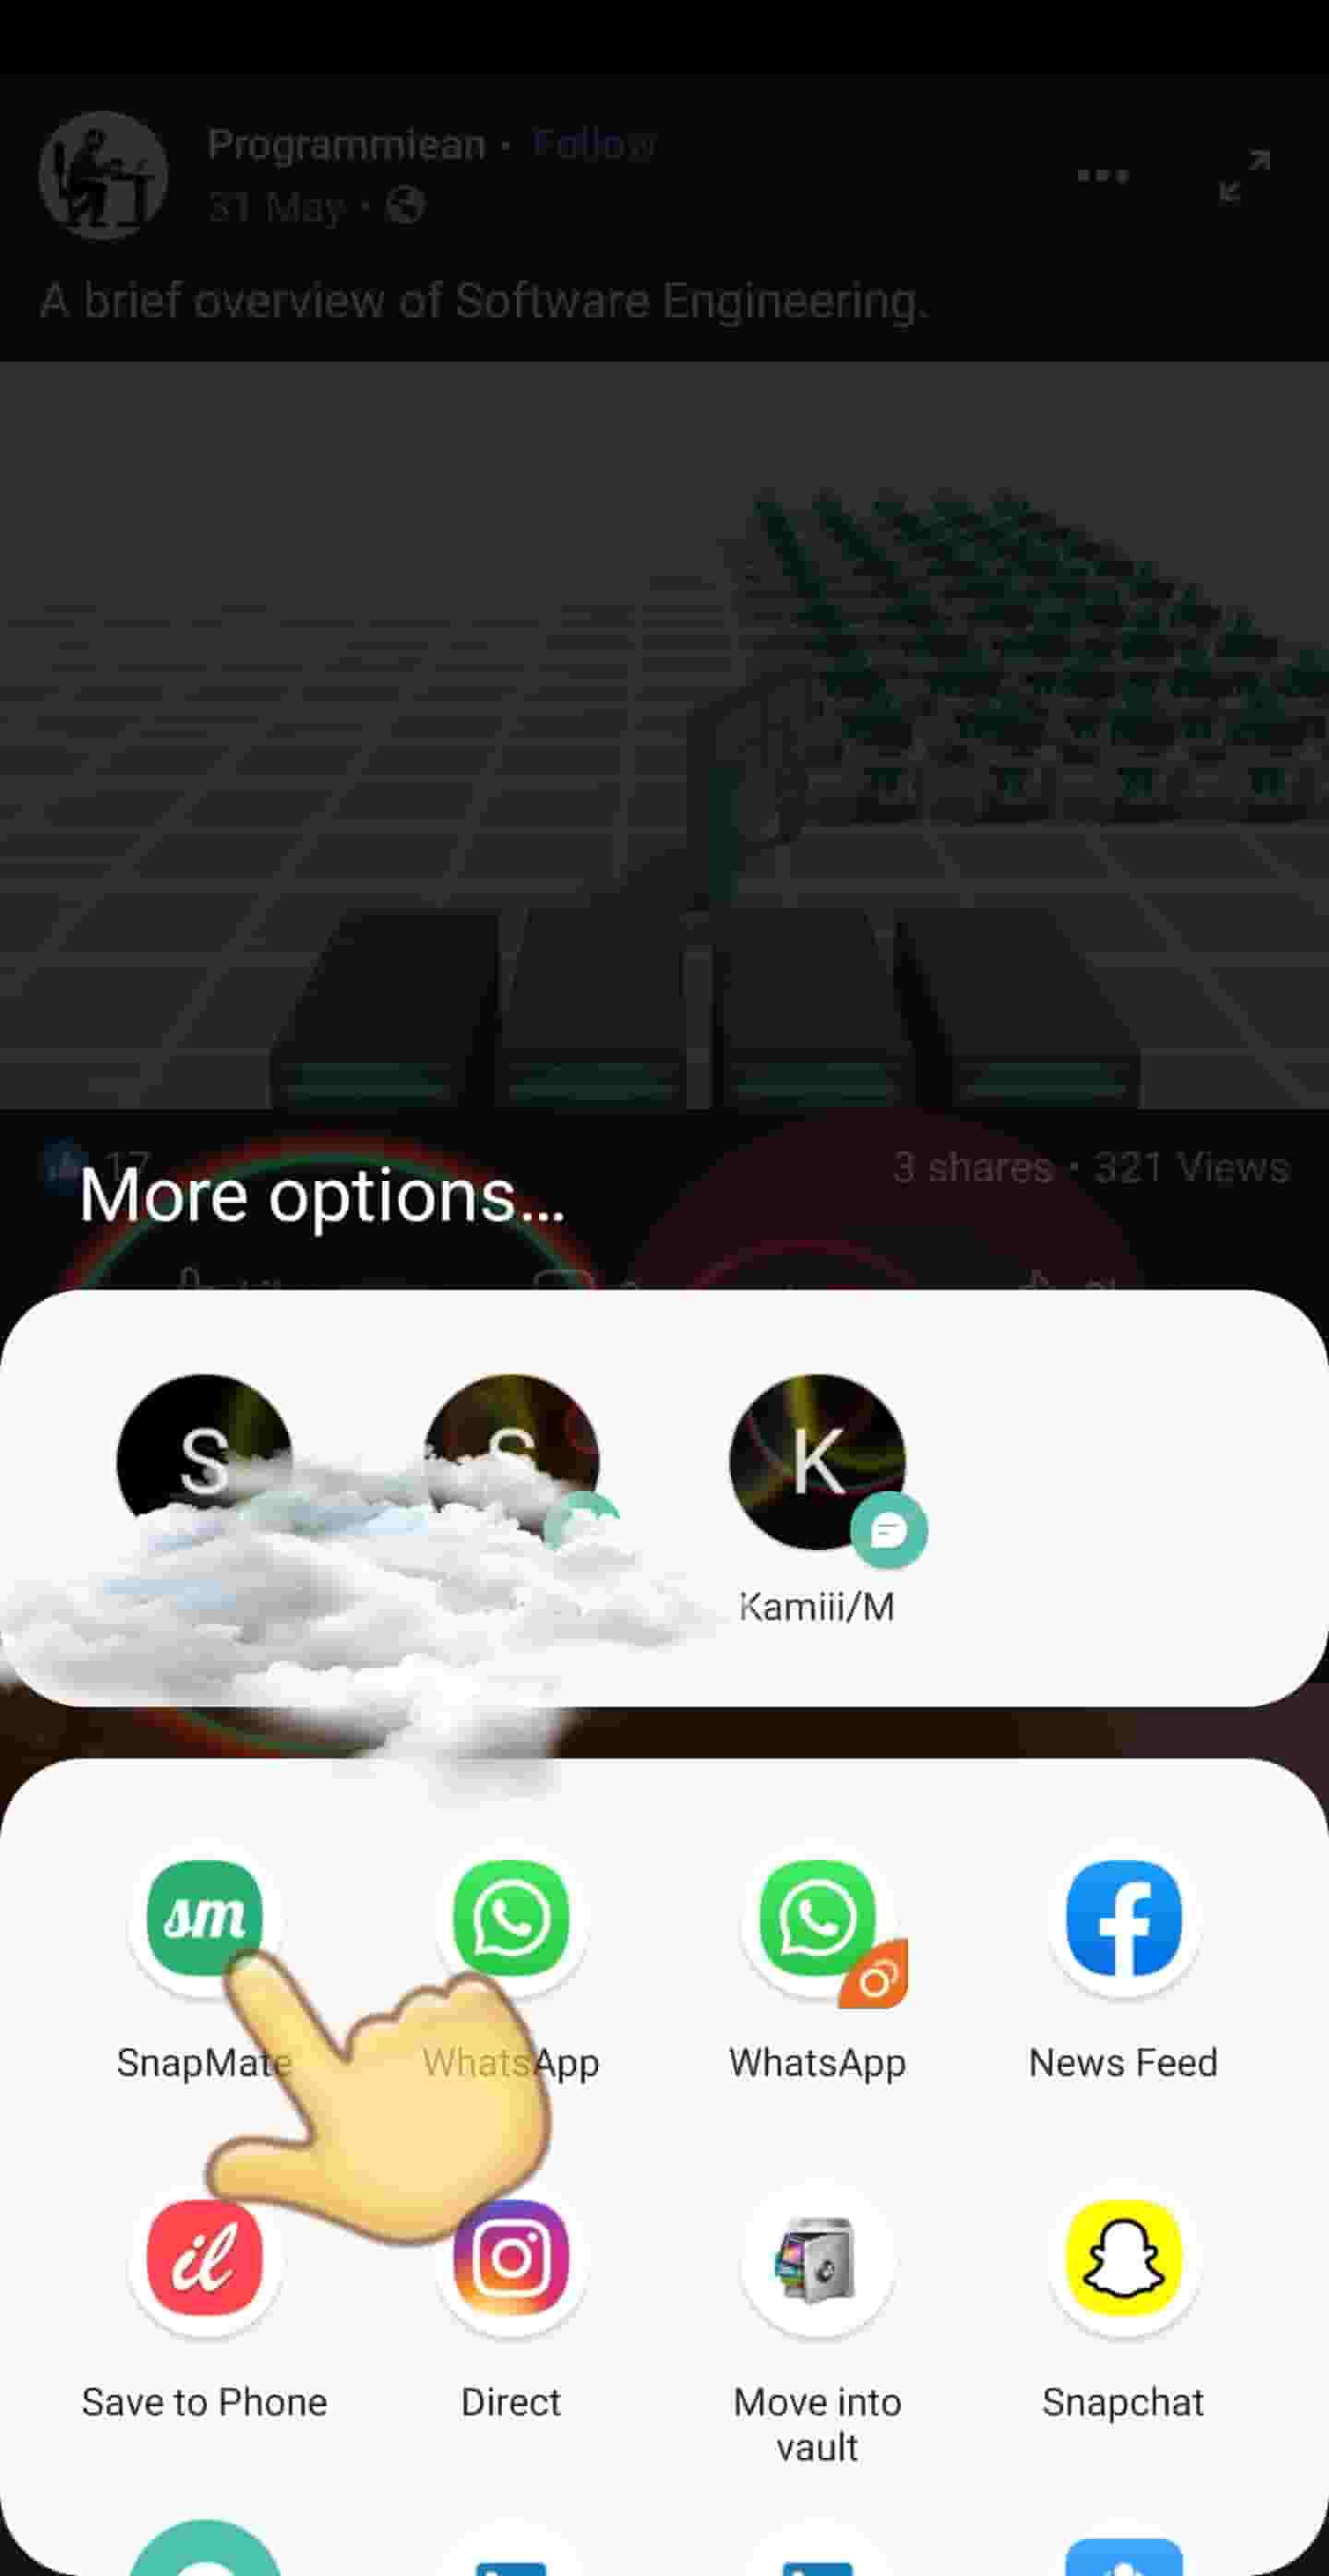 Programmiean · Follow
31 May ·
A brief overview of Software Engineering.
17
3 shares · 321 Views
More options...
S
S
K
Kamiii/M
sm
SnapMate
WhatsApp
WhatsApp
News Feed
il
Save to Phone
Direct
Move into
vault
Snapchat